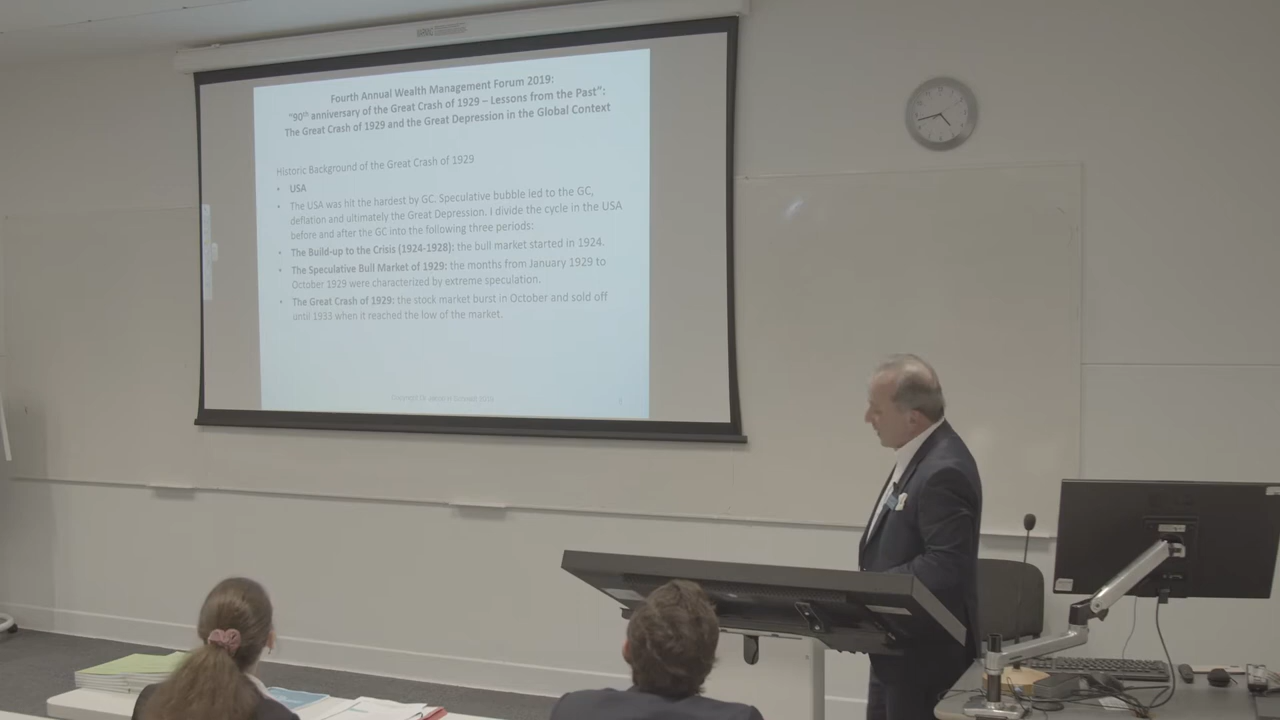 Fourth Annual Wealth Management Forum 2019:
"90th anniversary of the Great Crash of 1929 – Lessons from the Past":
The Great Crash of 1929 and the Great Depression in the Global Context
Historic Background of the Great Crash of 1929
• USA
• The USA was hit the hardest by GC. Speculative bubble led to the GC,
deflation and ultimately the Great Depression. I divide the cycle in the USA
before and after the GC into the following three periods:
• The Build-up to the Crisis (1924-1928): the bull market started in 1924.
• The Speculative Bull Market of 1929: the months from January 1929 to
October 1929 were characterized by extreme speculation.
• The Great Crash of 1929: the stock market burst in October and sold off
until 1933 when it reached the low of the market.